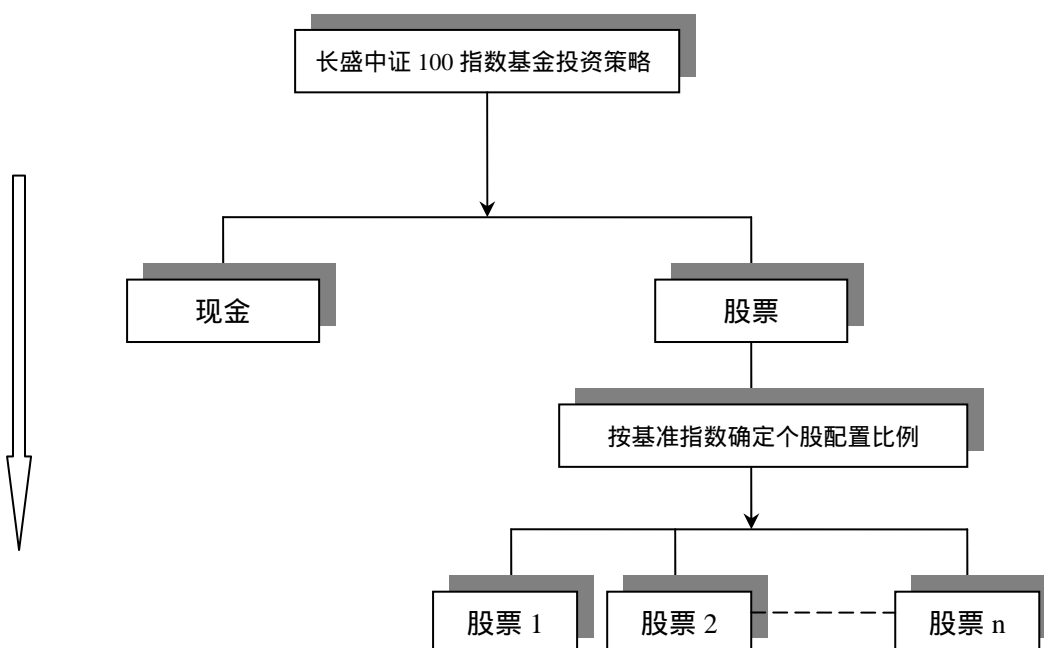 长盛中证 100 指数基金投资策略
现金
股票
按基准指数确定个股配置比例
股票 1
股票 2
股票 n